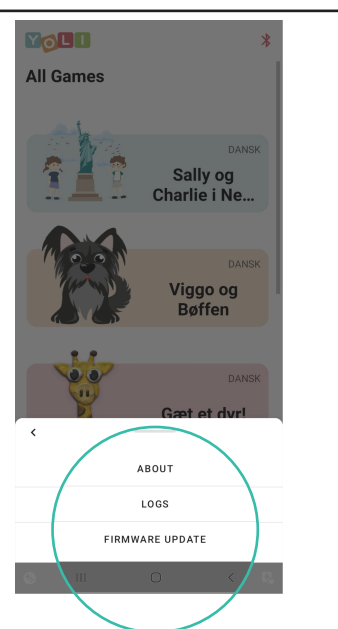 YOLI
All Games
DANSK
Sally og
Charlie i Ne...
DANSK
Viggo og
Bøffen
DANSK
Gæt et dyr!
ABOUT
LOGS
FIRMWARE UPDATE